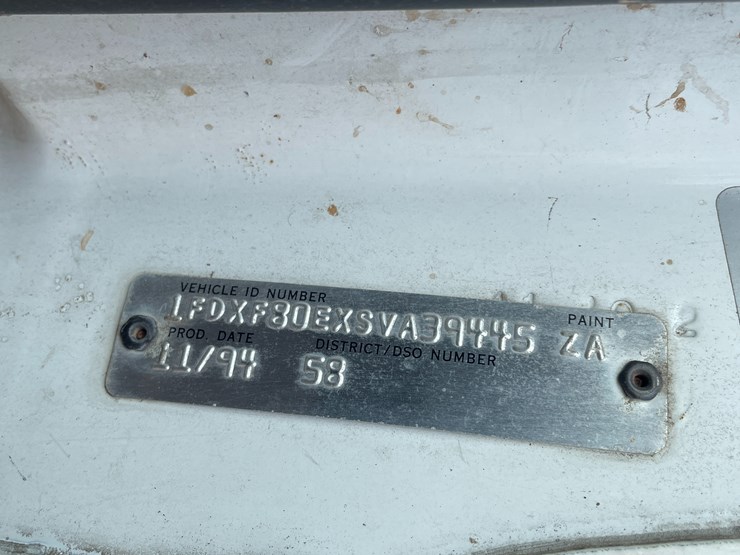 VEHICLE ID NUMBER PAINT
1FDXF80EXSVA39445 ZA
PROD. DATE DISTRICT/DSO NUMBER
11/94 58